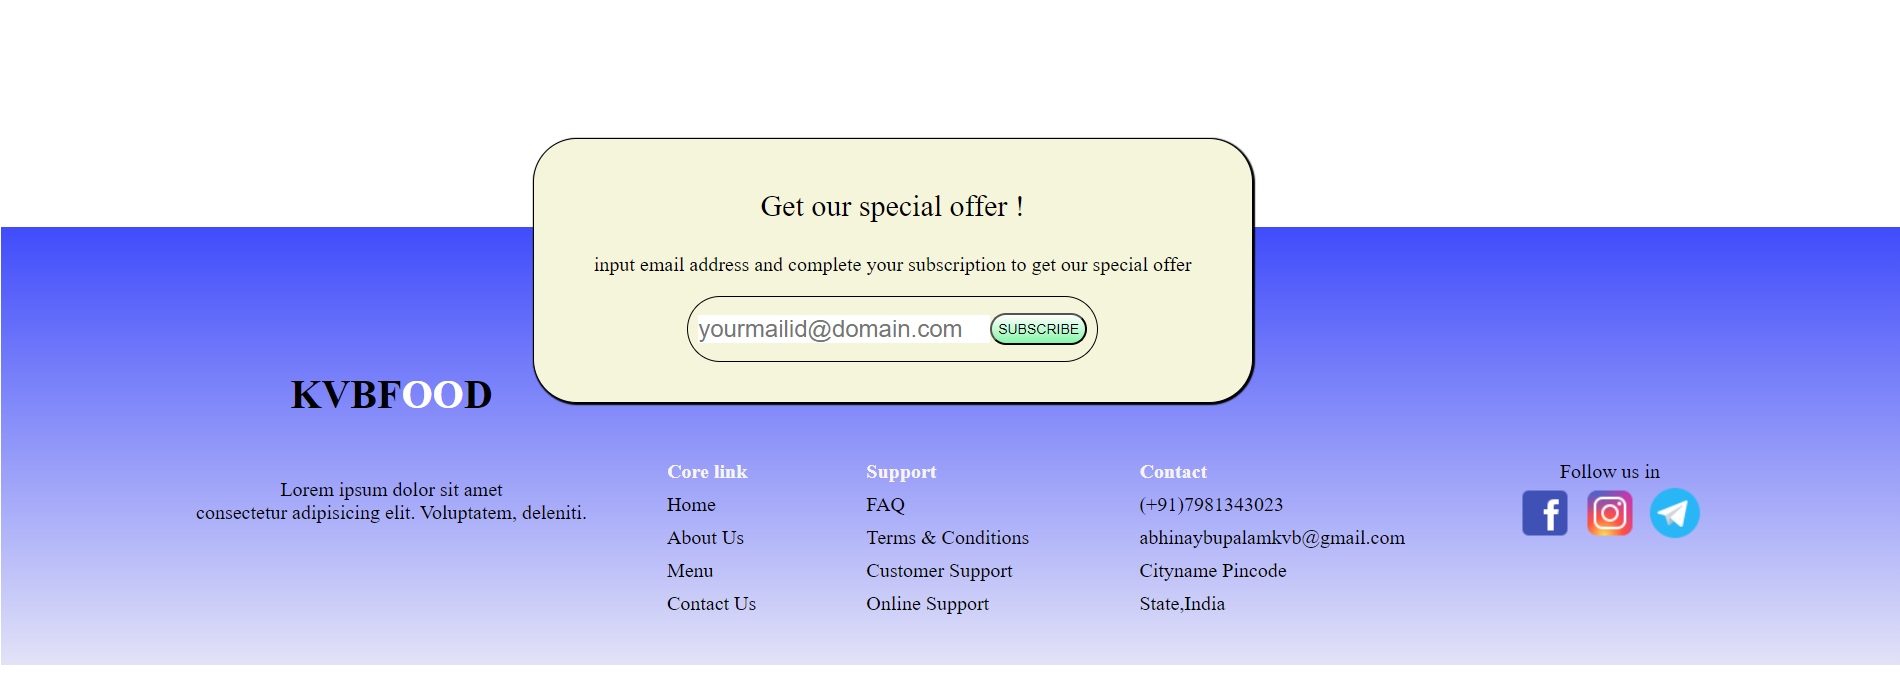 Get our special offer !
input email address and complete your subscription to get our special offer
yourmailid@domain.com SUBSCRIBE
KVBFOOD
Lorem ipsum dolor sit amet
consectetur adipisicing elit. Voluptatem, deleniti.
Core link
Home
About Us
Menu
Contact Us
Support
FAQ
Terms & Conditions
Customer Support
Online Support
Contact
(+91)7981343023
abhinaybupalamkvb@gmail.com
Cityname Pincode
State,India
Follow us in